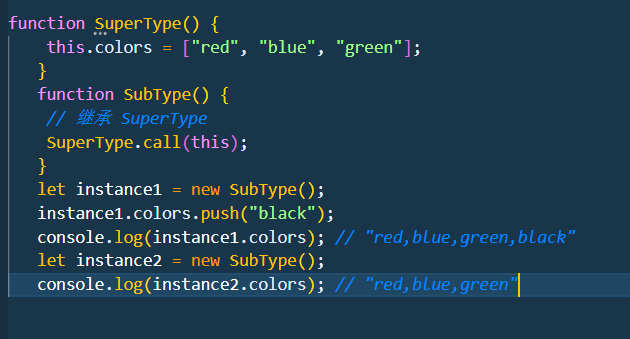 function SuperType() {
this.colors = ["red", "blue", "green"];
}
function SubType() {
// 继承 SuperType
SuperType.call(this);
}
let instance1 = new SubType();
instance1.colors.push("black");
console.log(instance1.colors); // "red,blue,green,black"
let instance2 = new SubType();
console.log(instance2.colors); // "red,blue,green"